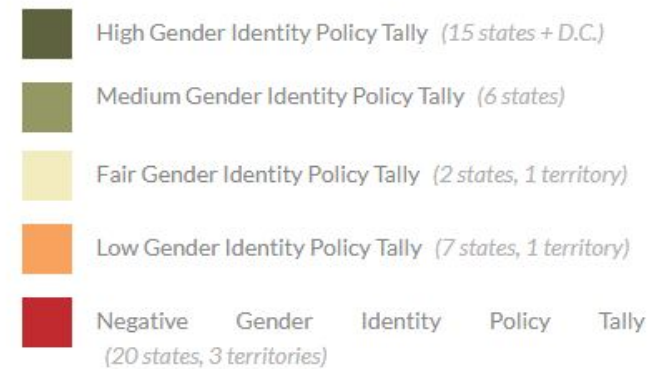 High Gender Identity Policy Tally (15 states + D.C.)
Medium Gender Identity Policy Tally (6 states)
Fair Gender Identity Policy Tally (2 states, 1 territory)
Low Gender Identity Policy Tally (7 states, 1 territory)
Negative Gender Identity Policy Tally
(20 states, 3 territories)